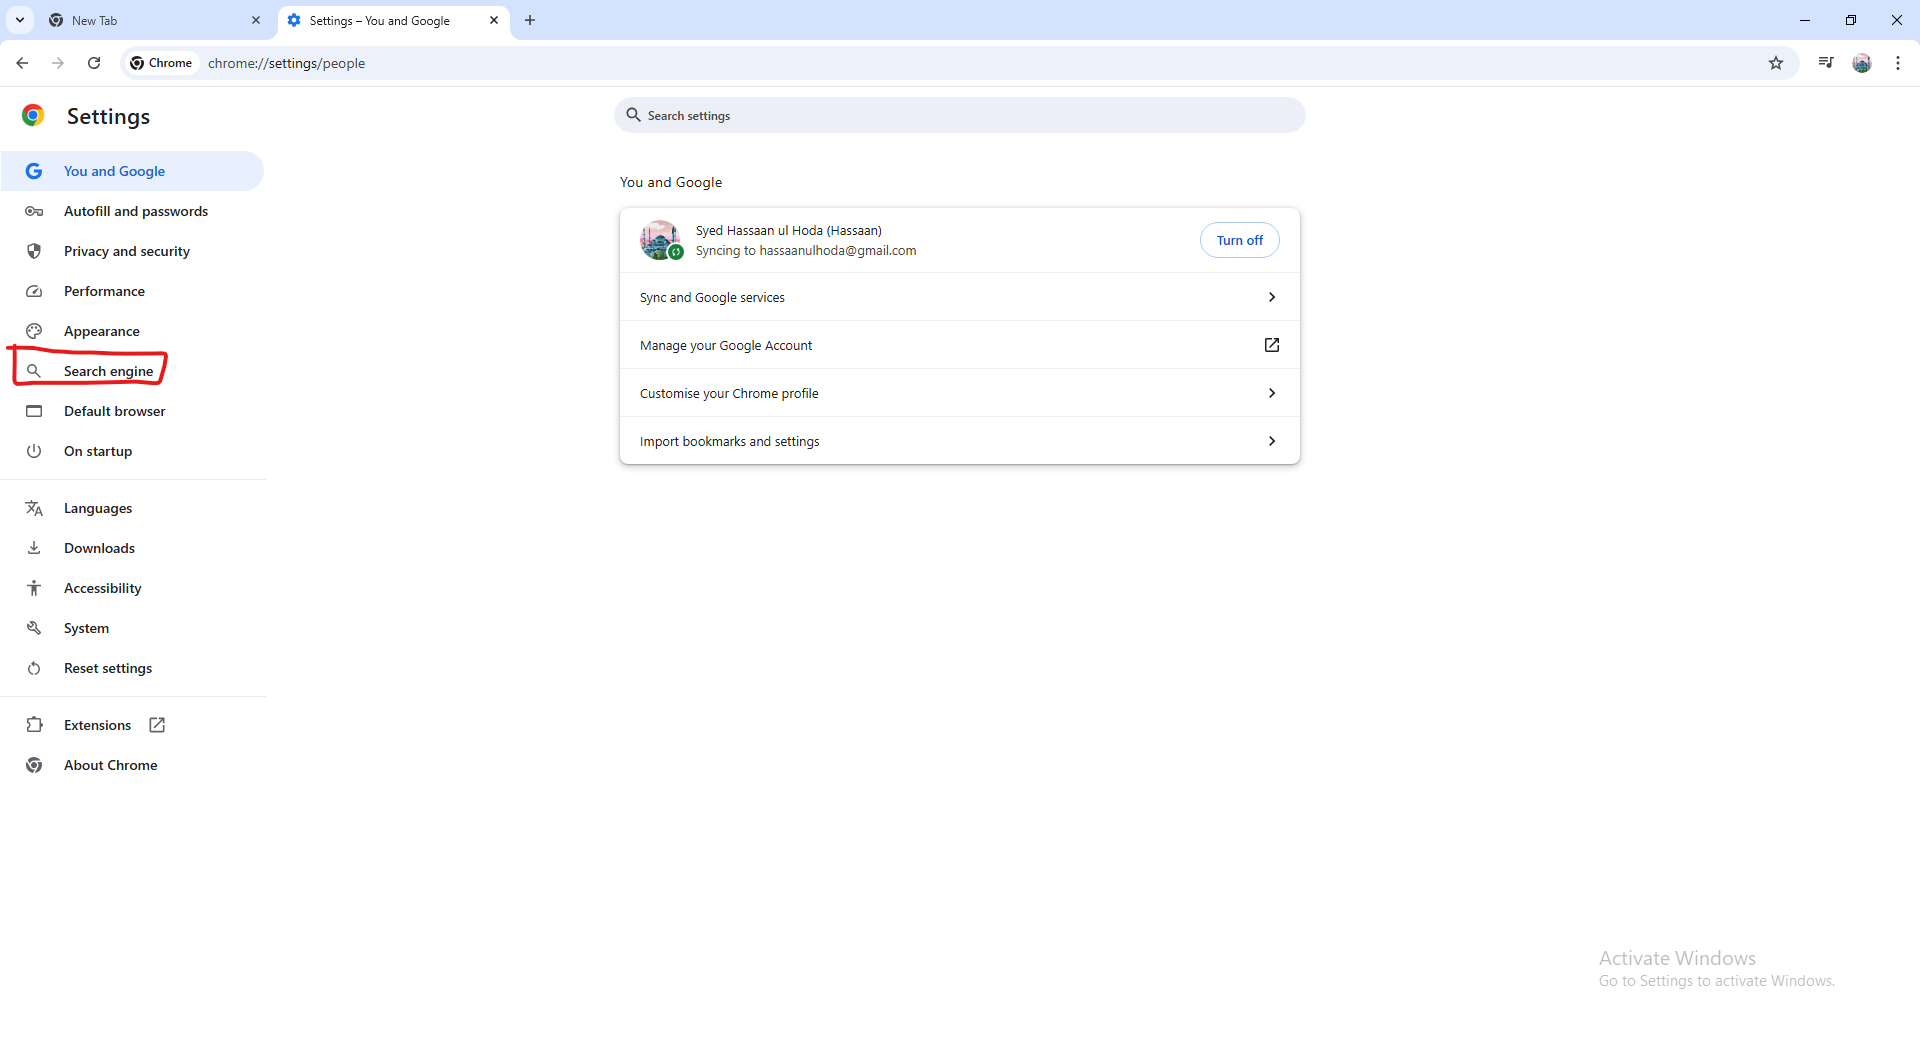 New Tab
Settings – You and Google
Chrome
chrome://settings/people
Settings
Search settings
You and Google
Autofill and passwords
Privacy and security
Performance
Appearance
Search engine
Default browser
On startup
Languages
Downloads
Accessibility
System
Reset settings
Extensions
About Chrome
You and Google
Syed Hassaan ul Hoda (Hassaan)
Syncing to hassaanulhoda@gmail.com
Turn off
Sync and Google services
Manage your Google Account
Customise your Chrome profile
Import bookmarks and settings
Activate Windows
Go to Settings to activate Windows.